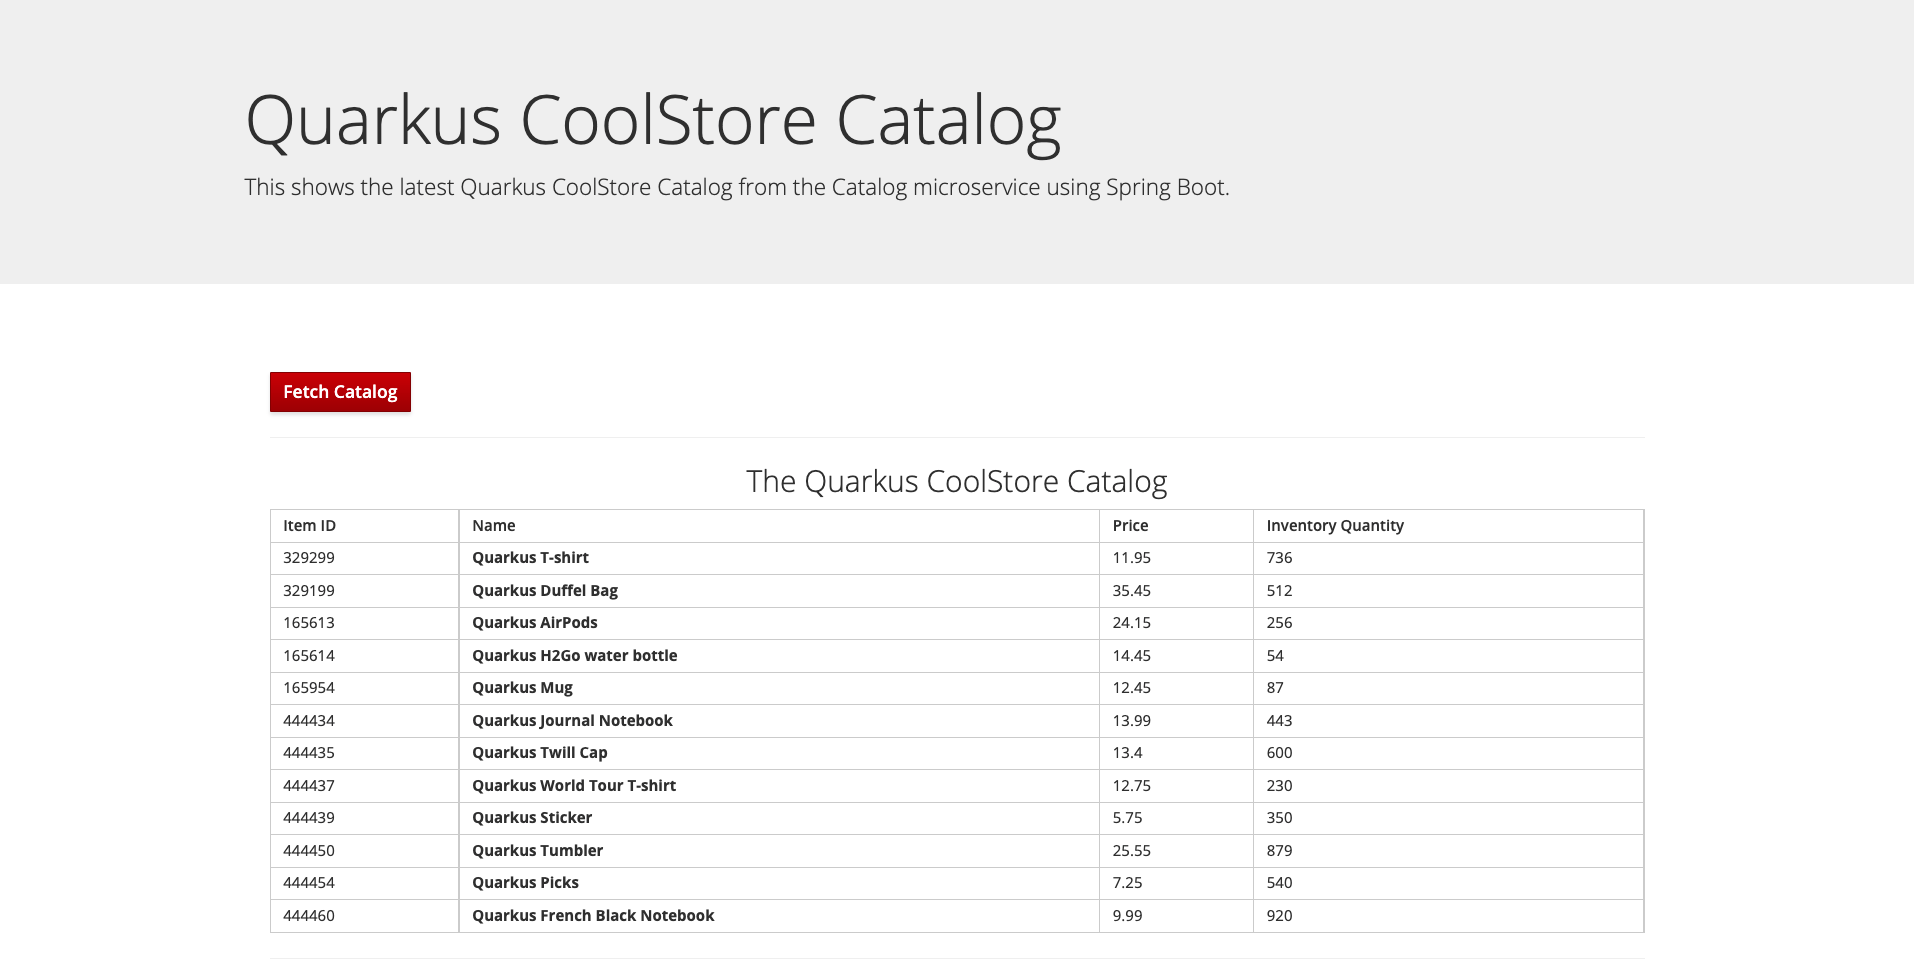 Quarkus CoolStore Catalog
This shows the latest Quarkus CoolStore Catalog from the Catalog microservice using Spring Boot.
Fetch Catalog
The Quarkus CoolStore Catalog
Item ID Name Price Inventory Quantity
329299 Quarkus T-shirt 11.95 736
329199 Quarkus Duffel Bag 35.45 512
165613 Quarkus AirPods 24.15 256
165614 Quarkus H2Go water bottle 14.45 54
165954 Quarkus Mug 12.45 87
444434 Quarkus Journal Notebook 13.99 443
444435 Quarkus Twill Cap 13.4 600
444437 Quarkus World Tour T-shirt 12.75 230
444439 Quarkus Sticker 5.75 350
444450 Quarkus Tumbler 25.55 879
444454 Quarkus Picks 7.25 540
444460 Quarkus French Black Notebook 9.99 920